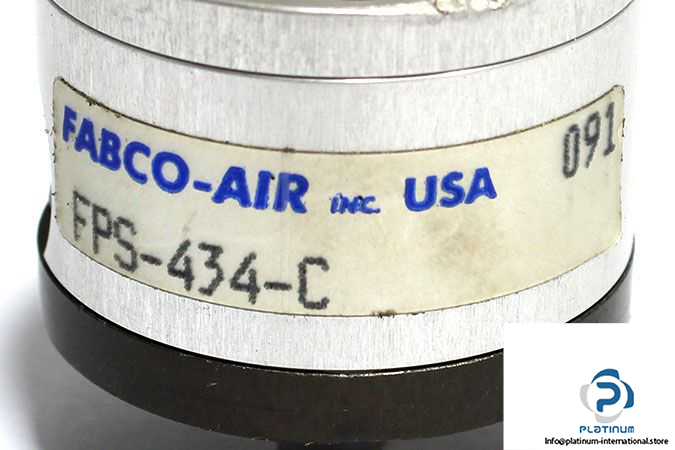 FABCO-AIR INC. USA 091
FPS-434-C
PLATINUM
Info@platinum-international.store